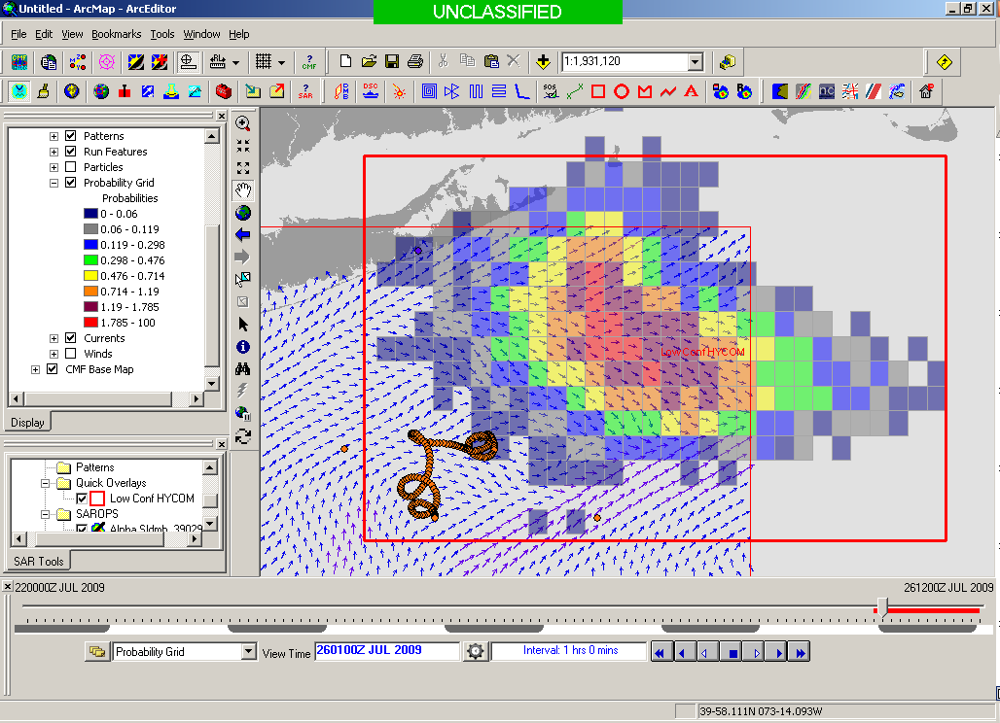 Untitled - ArcMap - ArcEditor
UNCLASSIFIED
File Edit View Bookmarks Tools Window Help
1:1,931,120
Patterns
Run Features
Particles
Probability Grid
Probabilities
0 - 0.06
0.06 - 0.119
0.119 - 0.298
0.298 - 0.476
0.476 - 0.714
0.714 - 1.19
1.19 - 1.785
1.785 - 100
Currents
Winds
CMF Base Map
Display
Low Conf HYCOM
Patterns
Quick Overlays
Low Conf HYCOM
SAROPS
SAR Tools
220000Z JUL 2009
261200Z JUL 2009
Probability Grid
View Time
260100Z JUL 2009
Interval: 1 hrs 0 mins
39-58.111N 073-14.093W